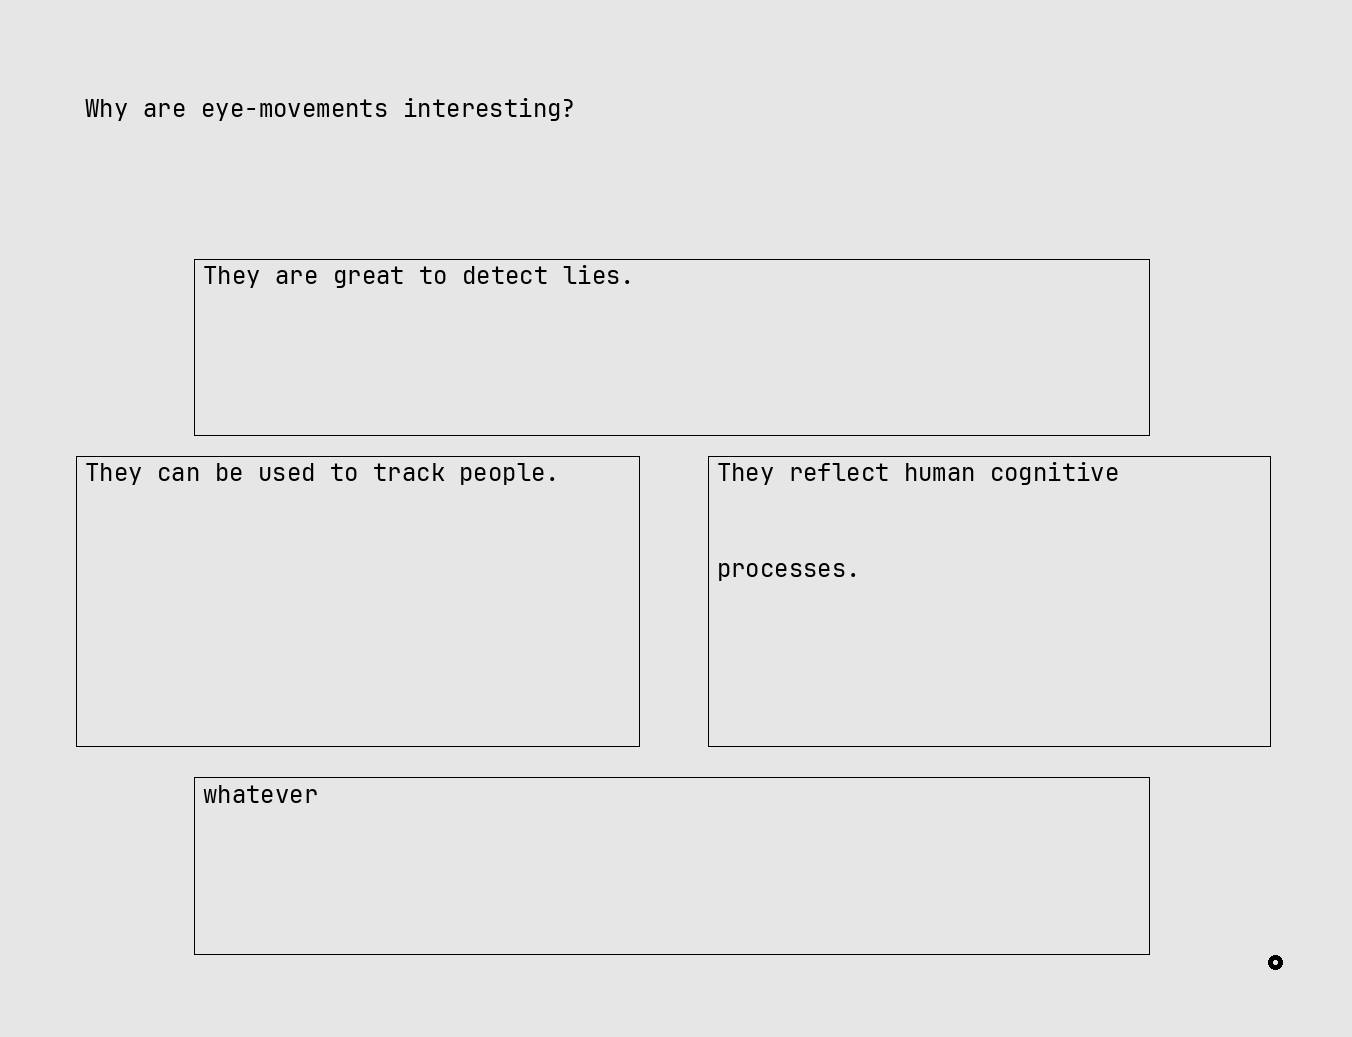 Why are eye-movements interesting?
They are great to detect lies.
They can be used to track people.
They reflect human cognitive
processes.
whatever